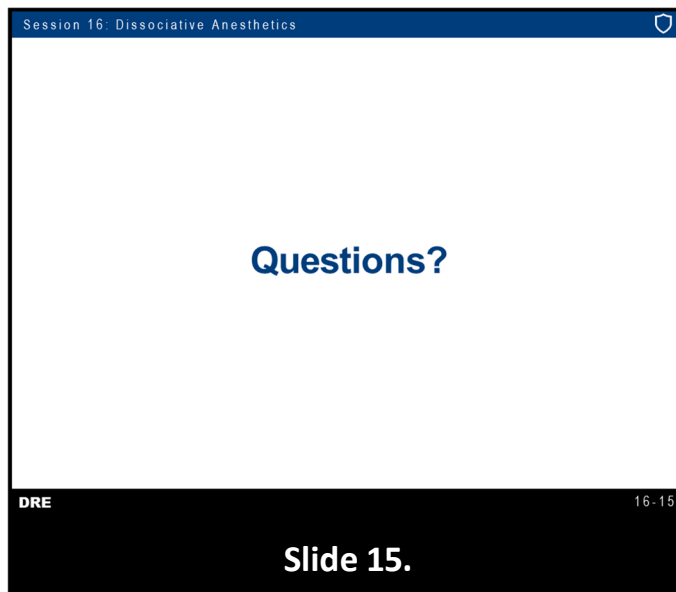 Session 16: Dissociative Anesthetics
Questions?
DRE
16-15
Slide 15.